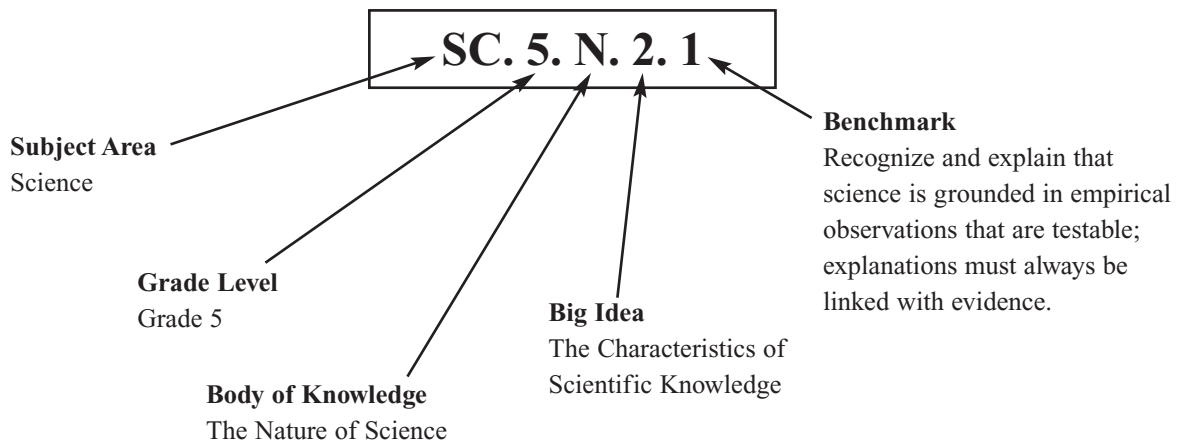 SC. 5. N. 2. 1
Subject Area
Science
Grade Level
Grade 5
Body of Knowledge
The Nature of Science
Big Idea
The Characteristics of
Scientific Knowledge
Benchmark
Recognize and explain that
science is grounded in empirical
observations that are testable;
explanations must always be
linked with evidence.